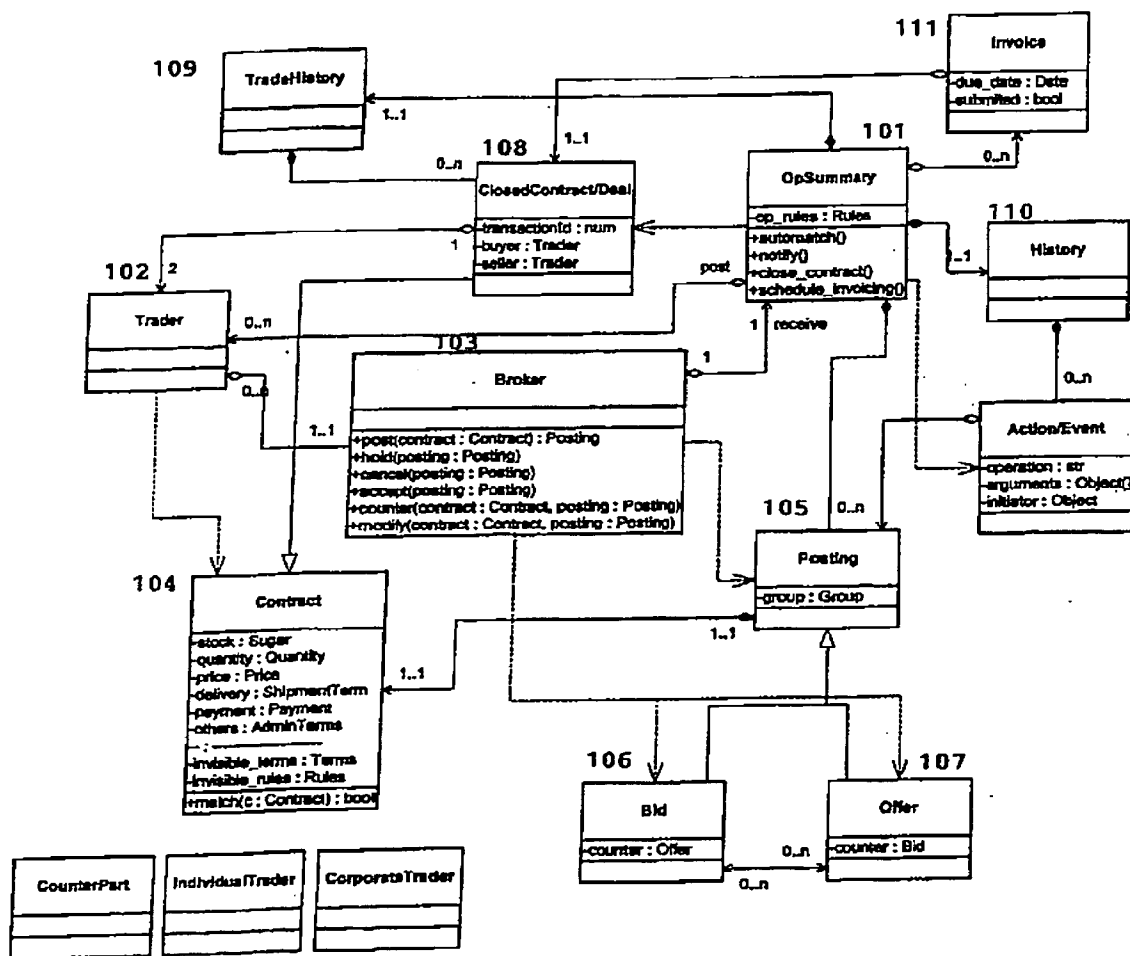 111
Invoice
-due_date : Date
-submited : bool
109
TradeHistory
1..1
1..1
101
0..n
0..n
108
OpSummary
-op_rules : Rules
+automatch()
+notify()
+close_contract()
+schedule_invoicing()
ClosedContract/Deal
-transactionId : num
-buyer : Trader
-seller : Trader
1
110
History
1..1
post
102
2
Trader
0..n
0..n
1
receive
103
1
Broker
+post(contract : Contract) : Posting
+hold(posting : Posting)
+cancel(posting : Posting)
+accept(posting : Posting)
+counter(contract : Contract, posting : Posting)
+modify(contract : Contract, posting : Posting)
1..1
0..n
Action/Event
-operation : str
-arguments : Object[]
-initiator : Object
105
0..n
Posting
-group : Group
1..1
104
Contract
-stock : Sugar
-quantity : Quantity
-price : Price
-delivery : ShipmentTerm
-payment : Payment
-others : AdminTerms
-invisible_terms : Terms
-invisible_rules : Rules
+match(c : Contract) : bool
1..1
106
Bid
-counter : Offer
107
Offer
-counter : Bid
0..n
0..n
CounterPart
IndividualTrader
CorporateTrader